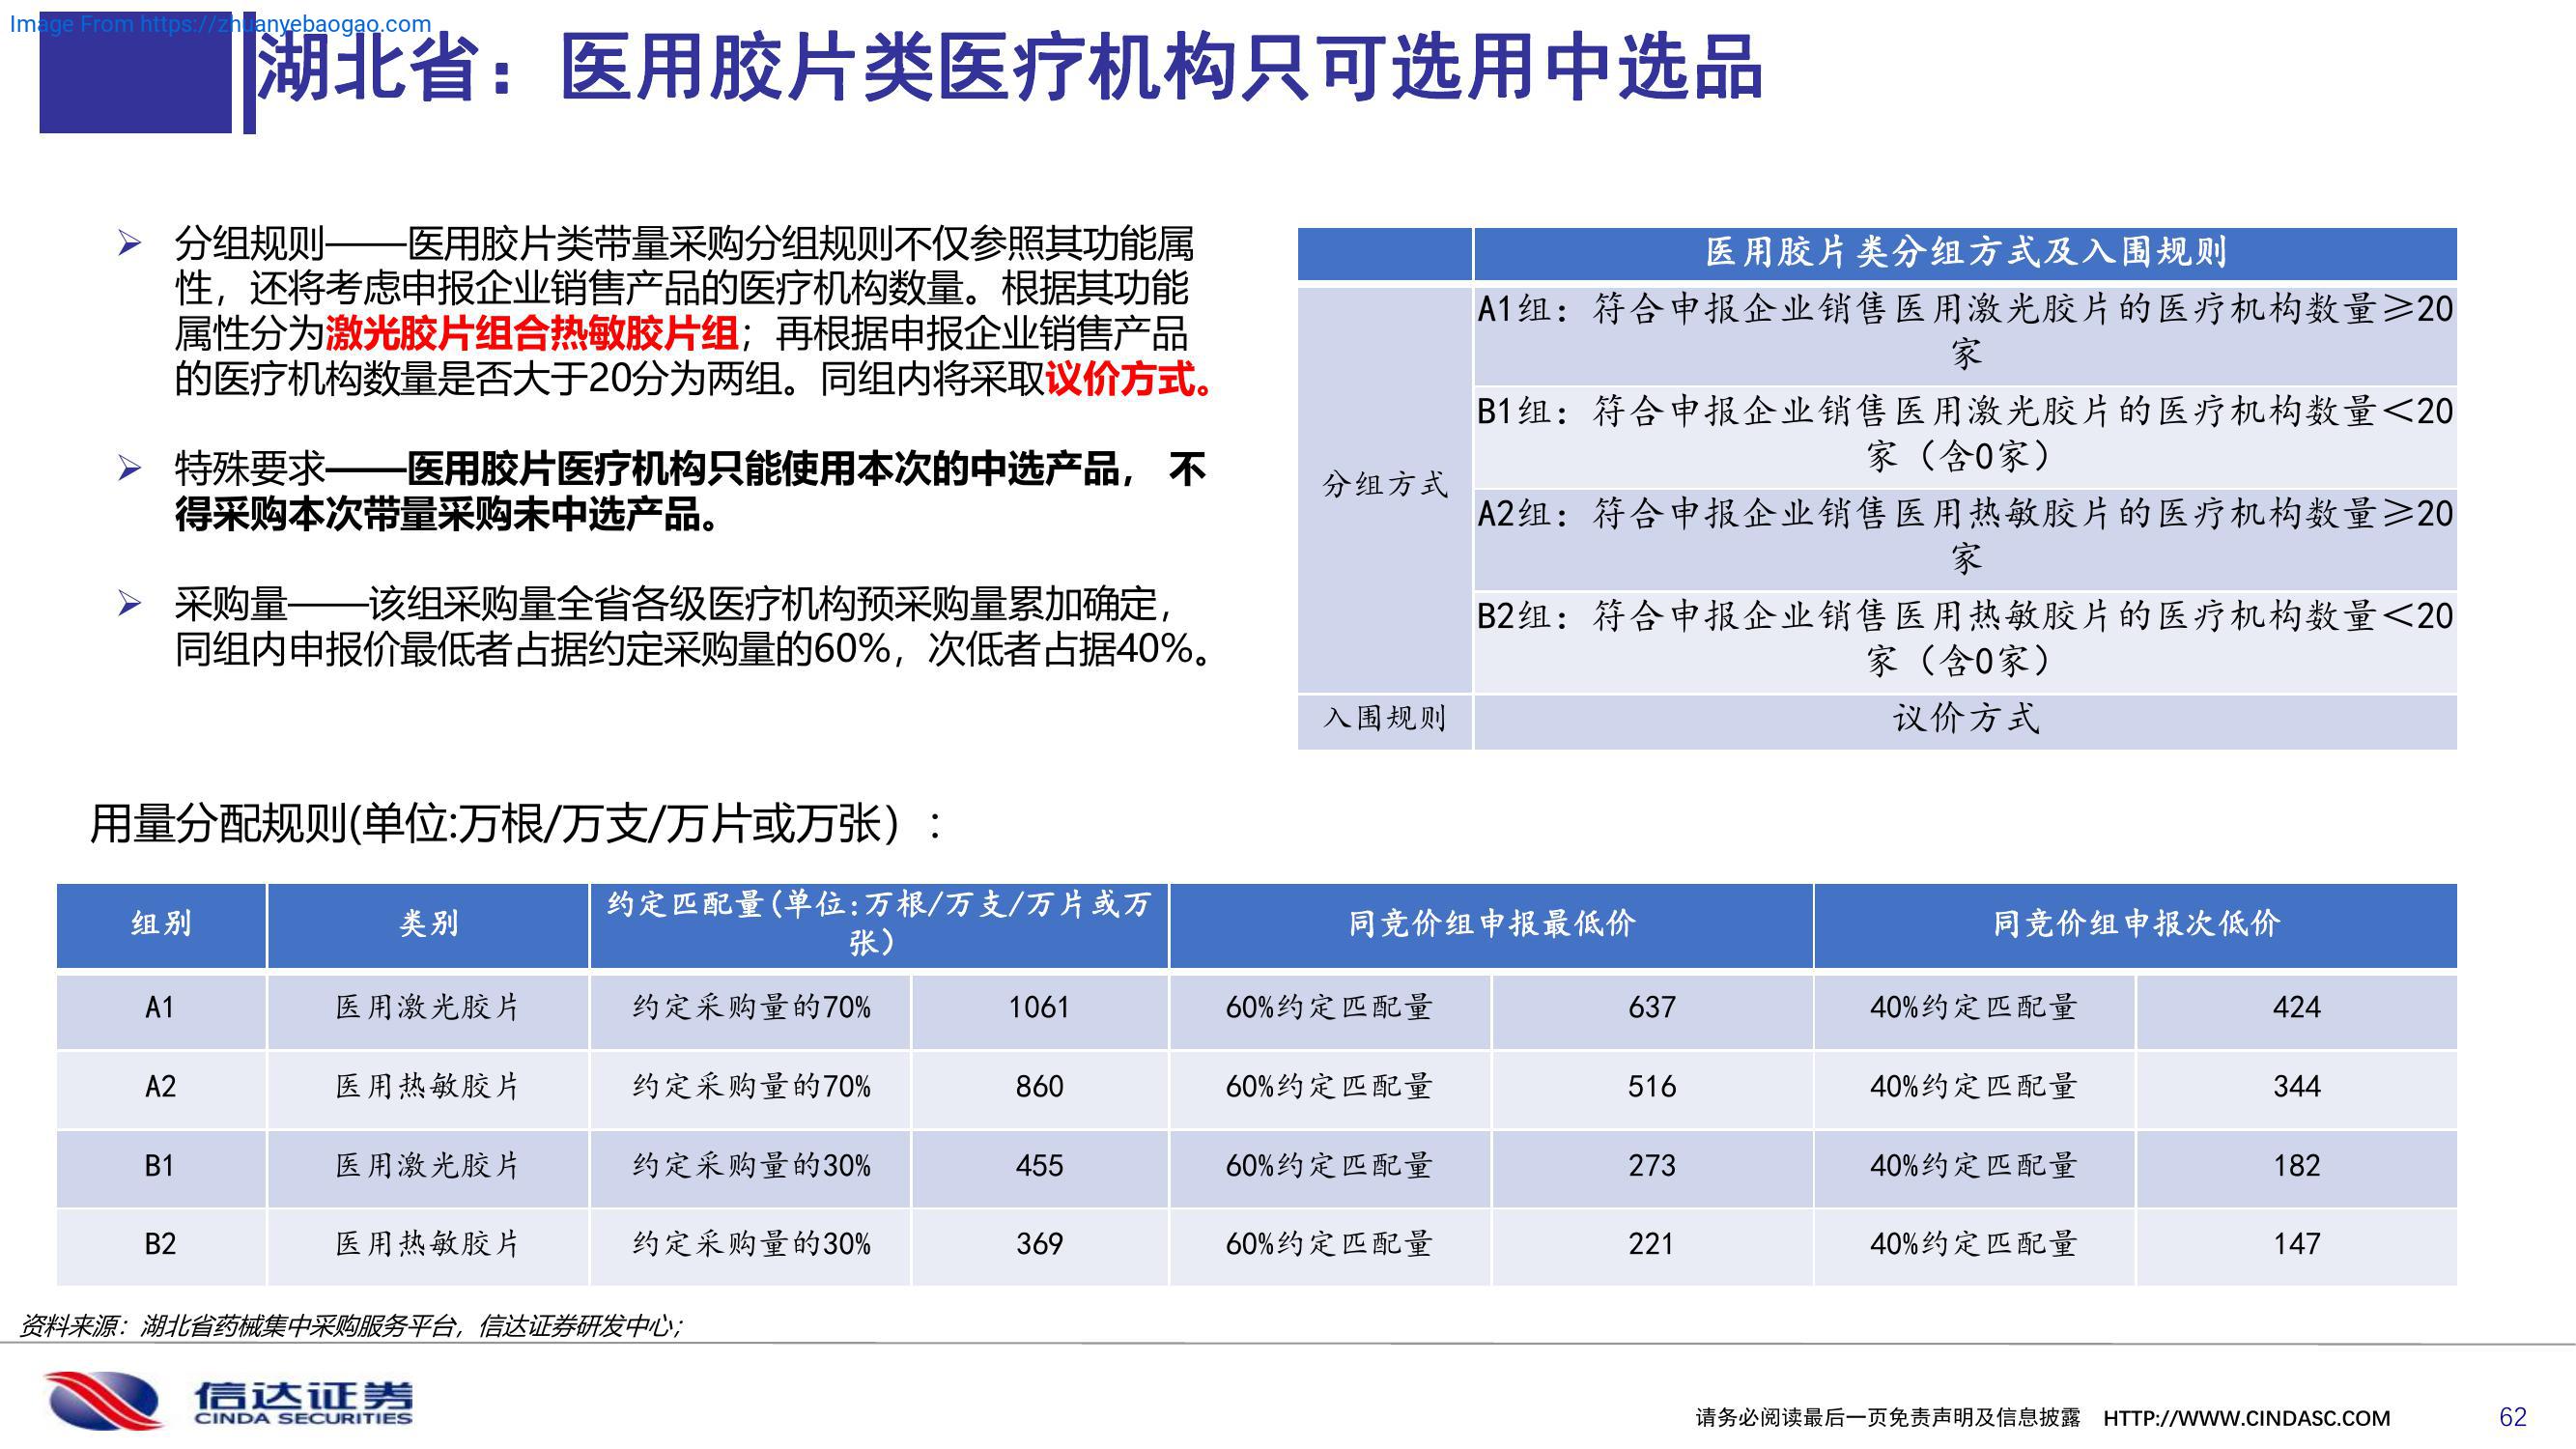 Image From https://zhuanyebaogao.com
湖北省：医用胶片类医疗机构只可选用中选品
分组规则——医用胶片类带量采购分组规则不仅参照其功能属
性，还将考虑申报企业销售产品的医疗机构数量。根据其功能
属性分为激光胶片组合热敏胶片组；再根据申报企业销售产品
的医疗机构数量是否大于20分为两组。同组内将采取议价方式。
特殊要求——医用胶片医疗机构只能使用本次的中选产品， 不
得采购本次带量采购未中选产品。
采购量——该组采购量全省各级医疗机构预采购量累加确定，
同组内申报价最低者占据约定采购量的60%，次低者占据40%。
医用胶片类分组方式及入围规则
分组方式
A1组：符合申报企业销售医用激光胶片的医疗机构数量≥20
家
B1组：符合申报企业销售医用激光胶片的医疗机构数量＜20
家（含0家）
A2组：符合申报企业销售医用热敏胶片的医疗机构数量≥20
家
B2组：符合申报企业销售医用热敏胶片的医疗机构数量＜20
家（含0家）
入围规则 议价方式
用量分配规则(单位:万根/万支/万片或万张）:
组别 类别 约定匹配量(单位:万根/万支/万片或万
张） 同竞价组申报最低价 同竞价组申报次低价
A1 医用激光胶片 约定采购量的70% 1061 60%约定匹配量 637 40%约定匹配量 424
A2 医用热敏胶片 约定采购量的70% 860 60%约定匹配量 516 40%约定匹配量 344
B1 医用激光胶片 约定采购量的30% 455 60%约定匹配量 273 40%约定匹配量 182
B2 医用热敏胶片 约定采购量的30% 369 60%约定匹配量 221 40%约定匹配量 147
资料来源：湖北省药械集中采购服务平台，信达证券研发中心；
信达证券
CINDA SECURITIES
请务必阅读最后一页免责声明及信息披露 HTTP://WWW.CINDASC.COM 62